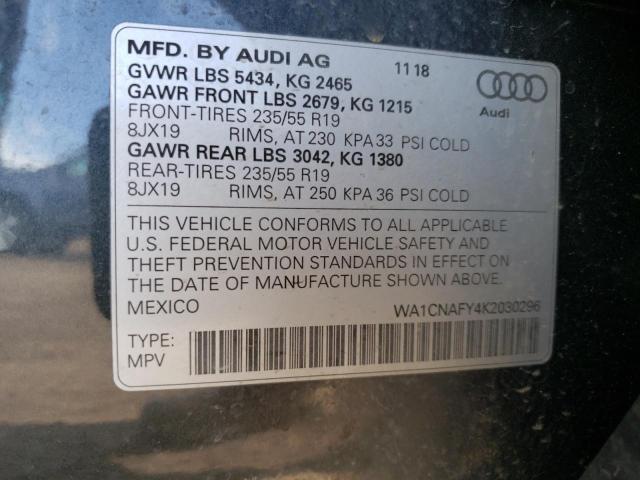 MFD. BY AUDI AG 11 18
GVWR LBS 5434, KG 2465
GAWR FRONT LBS 2679, KG 1215
FRONT-TIRES 235/55 R19
8JX19 RIMS, AT 230 KPA 33 PSI COLD
GAWR REAR LBS 3042, KG 1380
REAR-TIRES 235/55 R19
8JX19 RIMS, AT 250 KPA 36 PSI COLD
Audi
THIS VEHICLE CONFORMS TO ALL APPLICABLE
U.S. FEDERAL MOTOR VEHICLE SAFETY AND
THEFT PREVENTION STANDARDS IN EFFECT ON
THE DATE OF MANUFACTURE SHOWN ABOVE.
MEXICO WA1CNAFY4K2030296
TYPE:
MPV